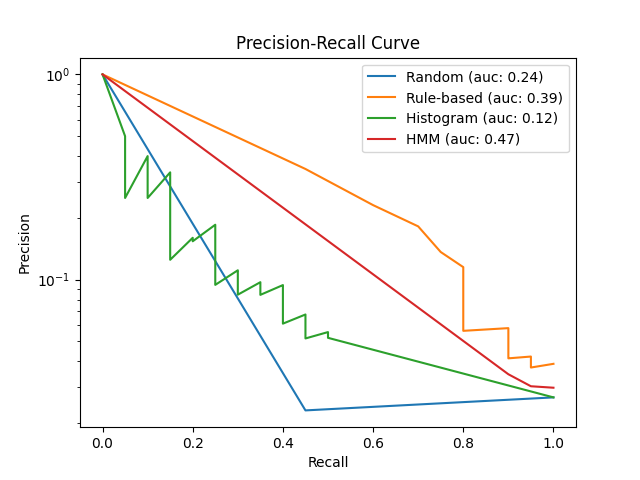 Precision-Recall Curve
Random (auc: 0.24)
Rule-based (auc: 0.39)
Histogram (auc: 0.12)
HMM (auc: 0.47)
10⁰
10⁻¹
Precision
0.0 0.2 0.4 0.6 0.8 1.0
Recall